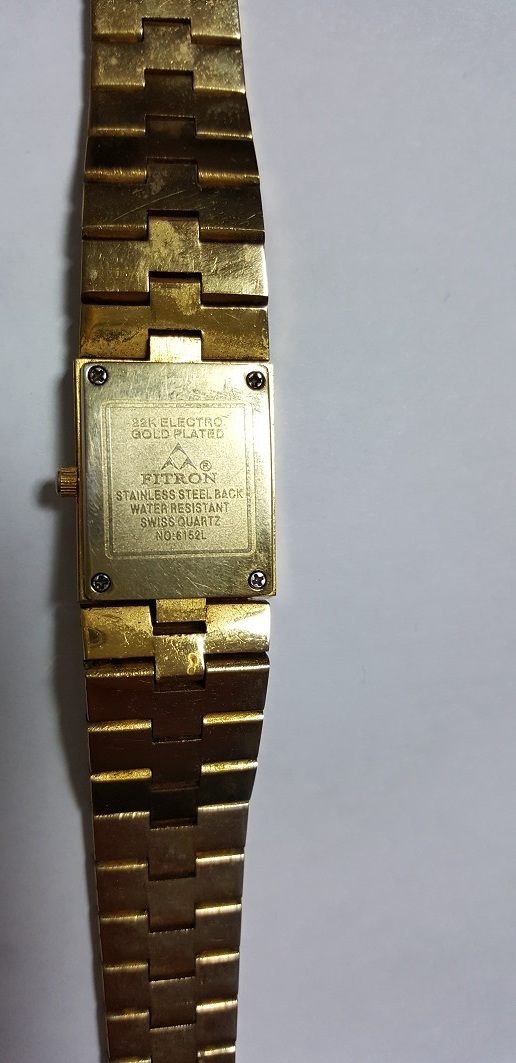 22K ELECTRO
GOLD PLATED
®
FITRON
STAINLESS STEEL BACK
WATER RESISTANT
SWISS QUARTZ
NO:6152L